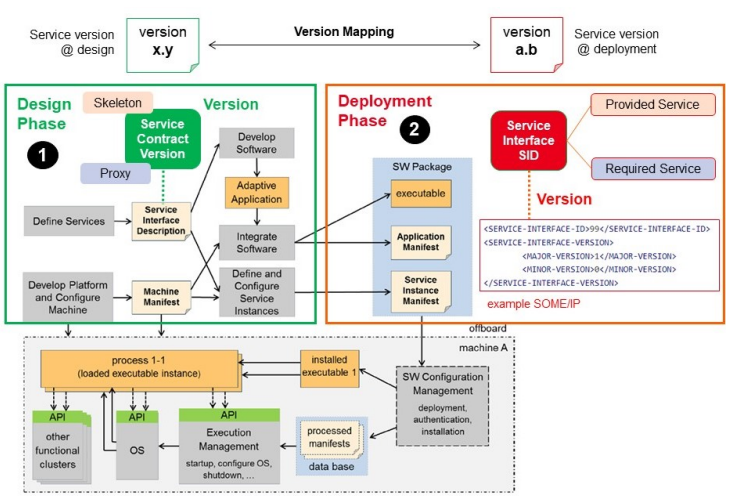 Service version
@ design
version
x.y
Version Mapping
version
a.b
Service version
@ deployment
Design
Phase
1
Skeleton
Service
Contract
Version
Proxy
Version
Develop
Software
Adaptive
Application
Define Services
Service
Interface
Description
Integrate
Software
Develop Platform
and Configure
Machine
Machine
Manifest
Define and
Configure
Service
Instances
Deployment
Phase
2
SW Package
executable
Application
Manifest
Service
Instance
Manifest
Service
Interface
SID
Provided Service
Required Service
Version
<SERVICE-INTERFACE-ID>99</SERVICE-INTERFACE-ID>
<SERVICE-INTERFACE-VERSION>
<MAJOR-VERSION>1</MAJOR-VERSION>
<MINOR-VERSION>0</MINOR-VERSION>
</SERVICE-INTERFACE-VERSION>
example SOME/IP
offboard
machine A
process 1-1
(loaded executable instance)
installed
executable 1
SW Configuration
Management
deployment,
authentication,
installation
API
other
functional
clusters
API
OS
API
Execution
Management
startup, configure OS,
shutdown, ...
processed
manifests
data base